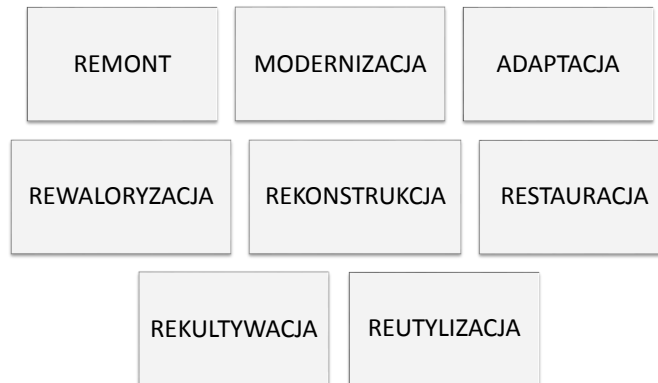 REMONT
MODERNIZACJA
ADAPTACJA
REWALORYZACJA
REKONSTRUKCJA
RESTAURACJA
REKULTYWACJA
REUTYLIZACJA